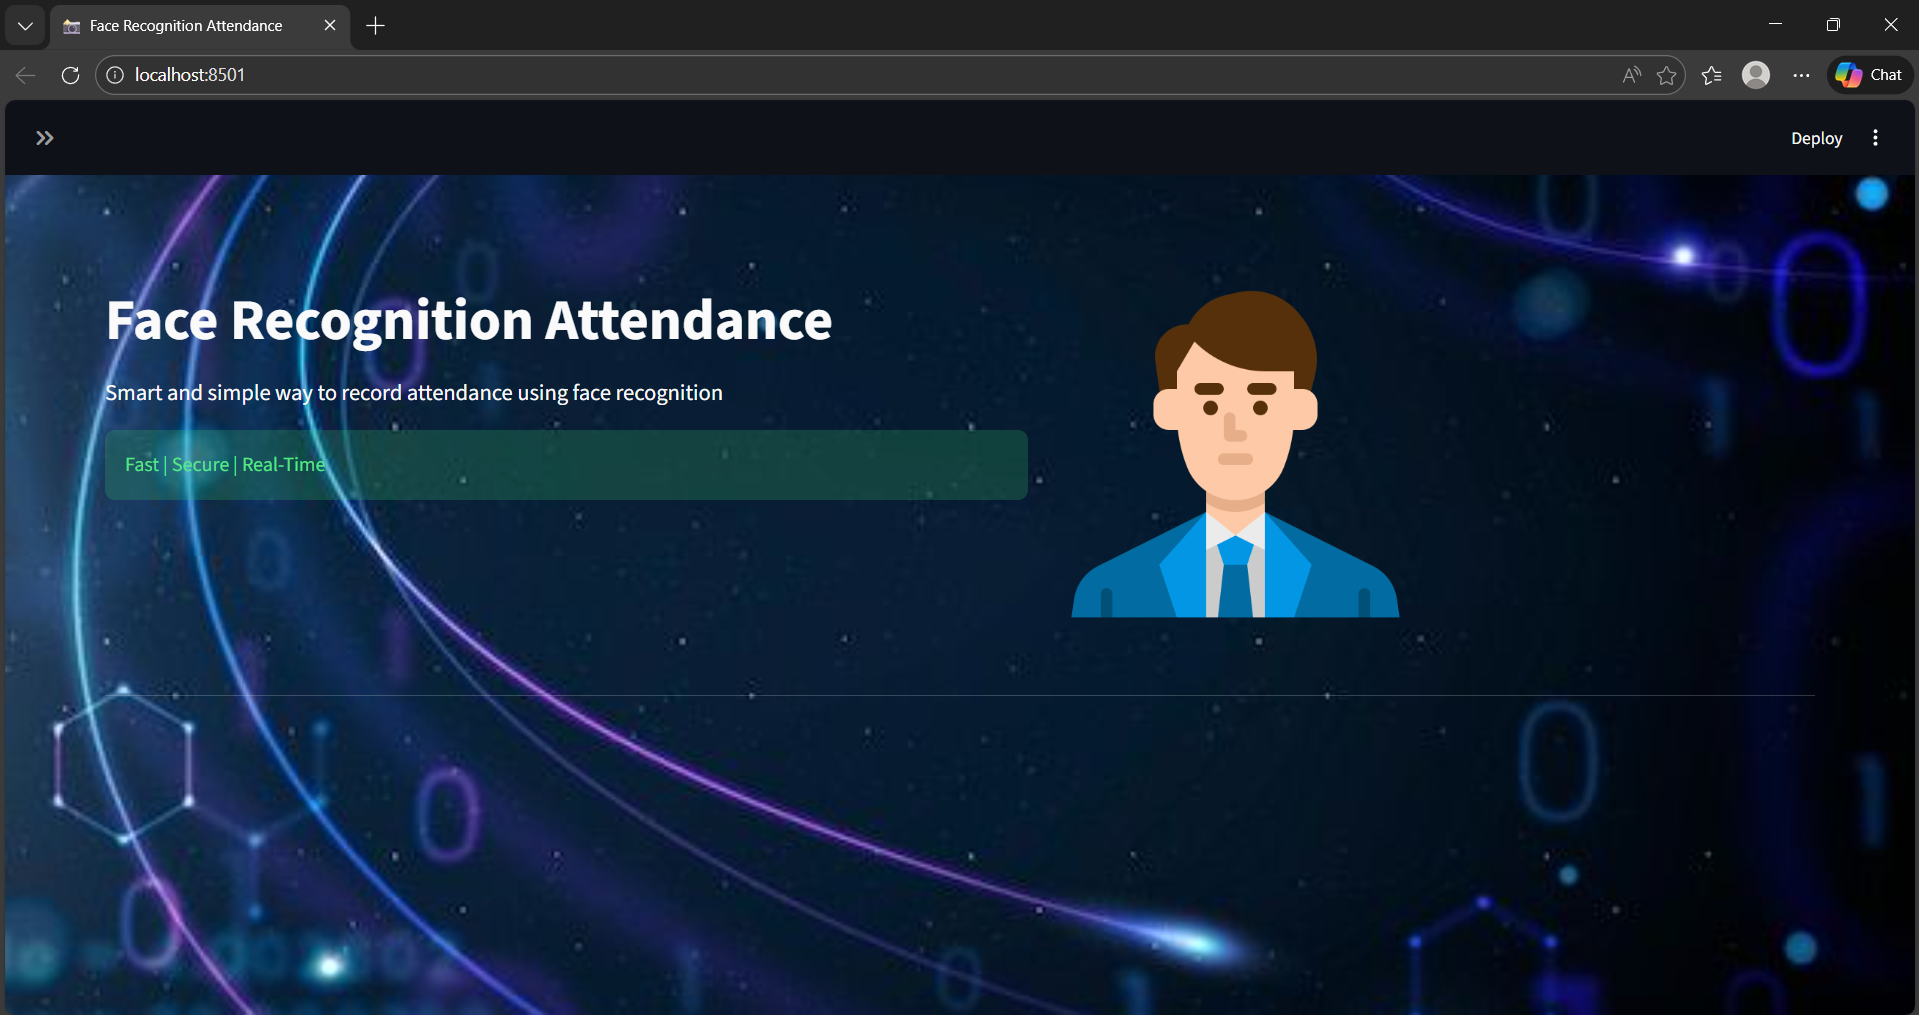 Face Recognition Attendance
localhost:8501
Chat
Deploy
Face Recognition Attendance
Smart and simple way to record attendance using face recognition
Fast | Secure | Real-Time